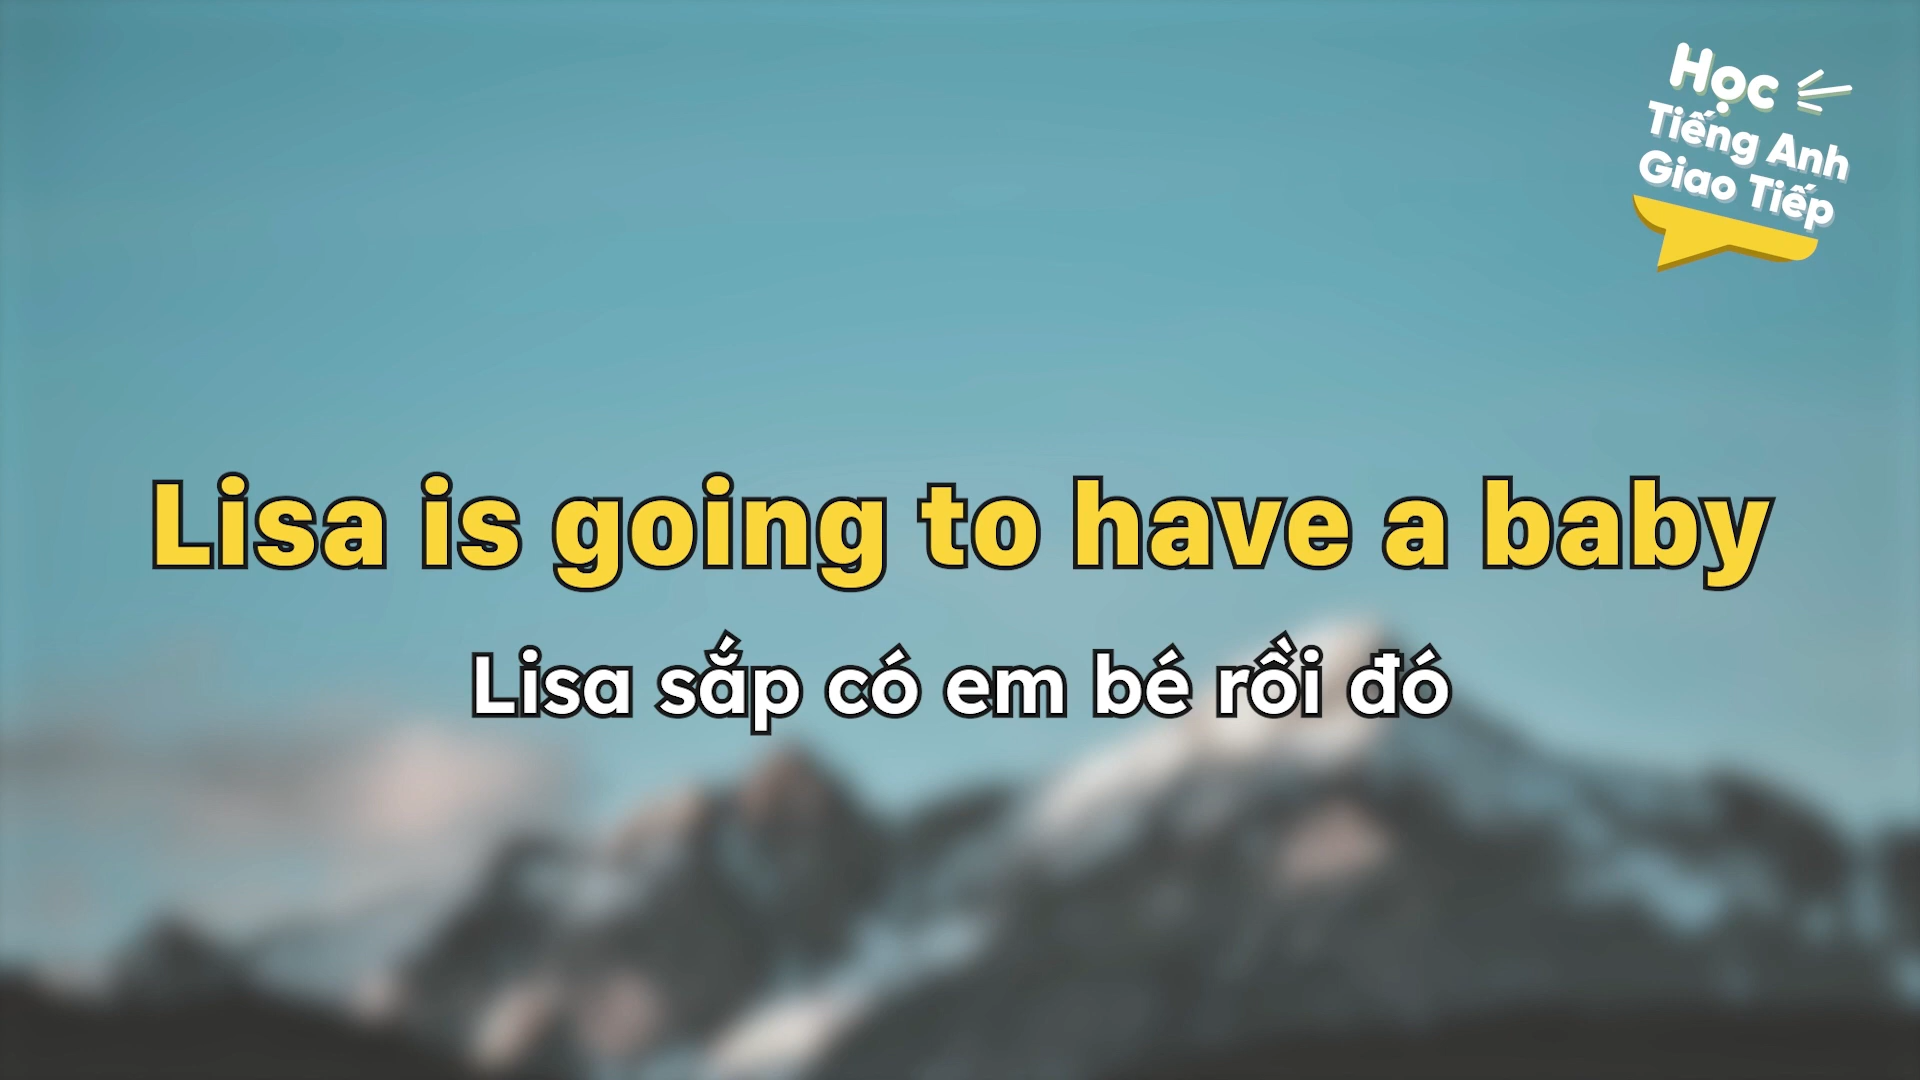 Học
Tiếng Anh
Giao Tiếp
Lisa is going to have a baby
Lisa sắp có em bé rồi đó